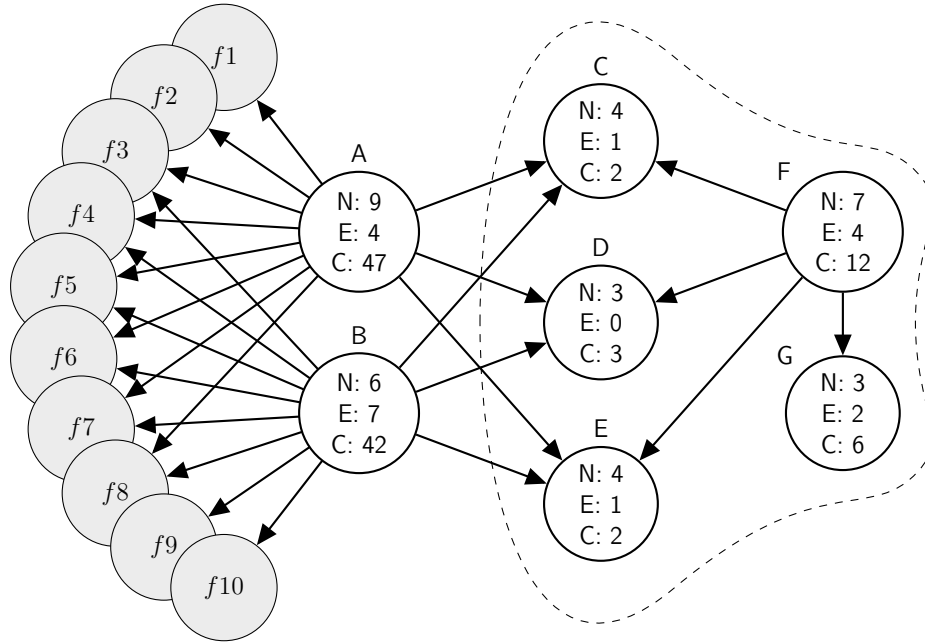 f1
f2
f3
f4
f5
f6
f7
f8
f9
f10
A
N: 9
E: 4
C: 47
B
N: 6
E: 7
C: 42
C
N: 4
E: 1
C: 2
D
N: 3
E: 0
C: 3
E
N: 4
E: 1
C: 2
F
N: 7
E: 4
C: 12
G
N: 3
E: 2
C: 6